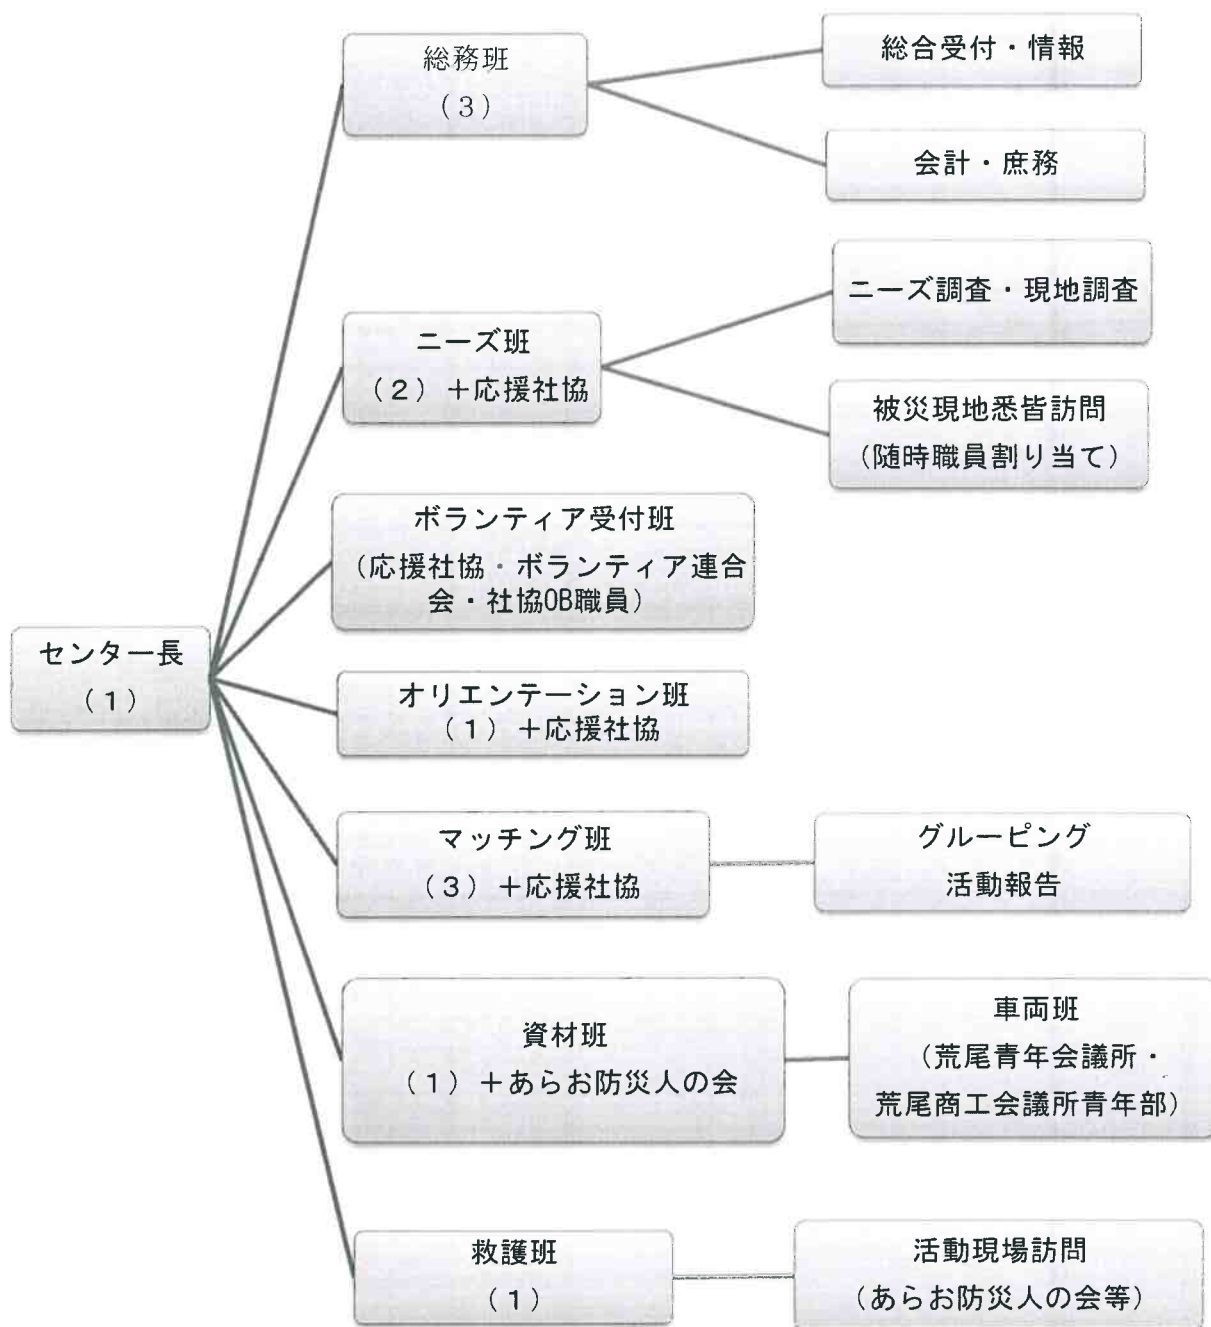 総務班
（３）
総合受付・情報
会計・庶務
ニーズ班
（２）＋応援社協
ニーズ調査・現地調査
被災現地悉皆訪問
（随時職員割り当て）
ボランティア受付班
（応援社協・ボランティア連合
会・社協OB職員）
センター長
（１）
オリエンテーション班
（１）＋応援社協
マッチング班
（３）＋応援社協
グルーピング
活動報告
資材班
（１）＋あらお防災人の会
車両班
（荒尾青年会議所・
荒尾商工会議所青年部）
救護班
（１）
活動現場訪問
（あらお防災人の会等）